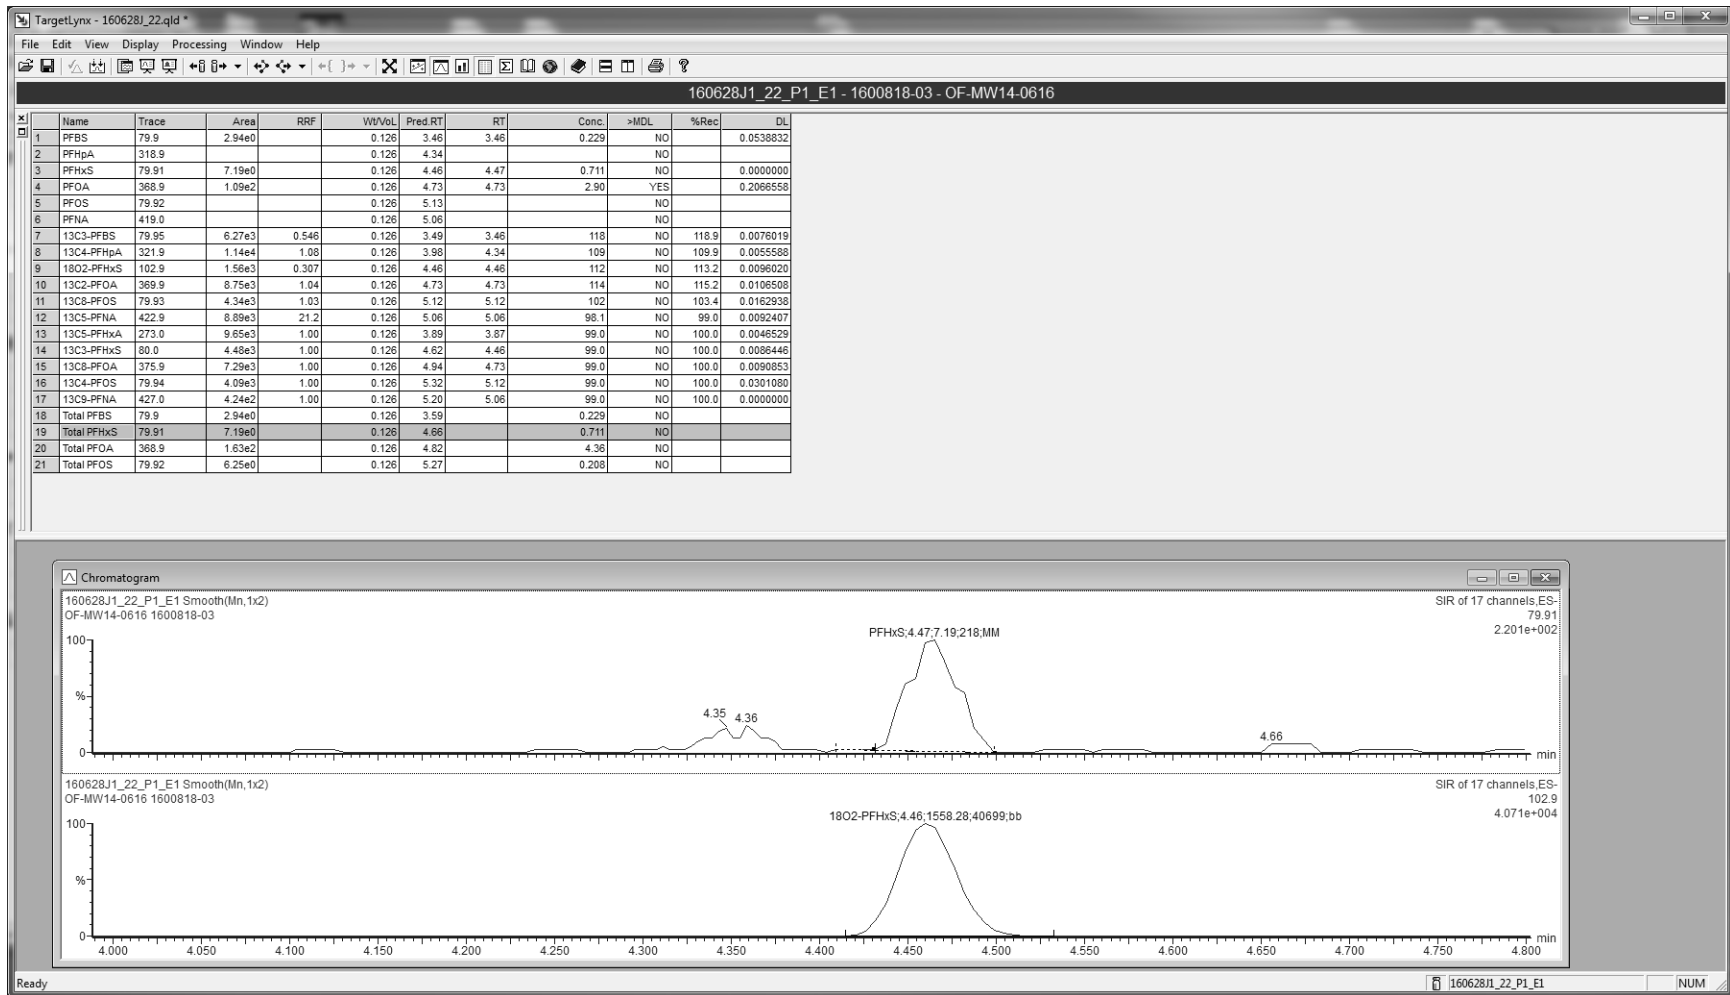 TargetLynx - 160628J_22.qld *
File Edit View Display Processing Window Help
160628J1_22_P1_E1 - 1600818-03 - OF-MW14-0616
Name Trace Area RRF Wt/Vol. Pred.RT RT Conc. >MDL %Rec DL
1 PFBS 79.9 2.94e0 0.126 3.46 3.46 0.229 NO 0.0538832
2 PFHpA 318.9 0.126 4.34 NO
3 PFHxS 79.91 7.19e0 0.126 4.46 4.47 0.711 NO 0.0000000
4 PFOA 368.9 1.09e2 0.126 4.73 4.73 2.90 YES 0.2066558
5 PFOS 79.92 0.126 5.13 NO
6 PFNA 419.0 0.126 5.06 NO
7 13C3-PFBS 79.95 6.27e3 0.546 0.126 3.49 3.46 118 NO 118.9 0.0076019
8 13C4-PFHpA 321.9 1.14e4 1.08 0.126 3.98 4.34 109 NO 109.9 0.0055588
9 18O2-PFHxS 102.9 1.56e3 0.307 0.126 4.46 4.46 112 NO 113.2 0.0096020
10 13C2-PFOA 369.9 8.75e3 1.04 0.126 4.73 4.73 114 NO 115.2 0.0106508
11 13C8-PFOS 79.93 4.34e3 1.03 0.126 5.12 5.12 102 NO 103.4 0.0162938
12 13C5-PFNA 422.9 8.89e3 21.2 0.126 5.06 5.06 98.1 NO 99.0 0.0092407
13 13C5-PFHxA 273.0 9.65e3 1.00 0.126 3.89 3.87 99.0 NO 100.0 0.0046529
14 13C3-PFHxS 80.0 4.48e3 1.00 0.126 4.62 4.46 99.0 NO 100.0 0.0086446
15 13C8-PFOA 375.9 7.29e3 1.00 0.126 4.94 4.73 99.0 NO 100.0 0.0090853
16 13C4-PFOS 79.94 4.09e3 1.00 0.126 5.32 5.12 99.0 NO 100.0 0.0301080
17 13C9-PFNA 427.0 4.24e2 1.00 0.126 5.20 5.06 99.0 NO 100.0 0.0000000
18 Total PFBS 79.9 2.94e0 0.126 3.59 0.229 NO
19 Total PFHxS 79.91 7.19e0 0.126 4.66 0.711 NO
20 Total PFOA 368.9 1.63e2 0.126 4.82 4.36 NO
21 Total PFOS 79.92 6.25e0 0.126 5.27 0.208 NO
Chromatogram
160628J1_22_P1_E1 Smooth(Mn,1x2) SIR of 17 channels,ES-
OF-MW14-0616 1600818-03 79.91
2.201e+002
PFHxS;4.47;7.19;218;MM
100
%
4.35 4.36 4.66
0
min
160628J1_22_P1_E1 Smooth(Mn,1x2) SIR of 17 channels,ES-
OF-MW14-0616 1600818-03 102.9
4.071e+004
18O2-PFHxS;4.46;1558.28;40699;bb
100
%
0
min
4.000 4.050 4.100 4.150 4.200 4.250 4.300 4.350 4.400 4.450 4.500 4.550 4.600 4.650 4.700 4.750 4.800
Ready 160628J1_22_P1_E1 NUM